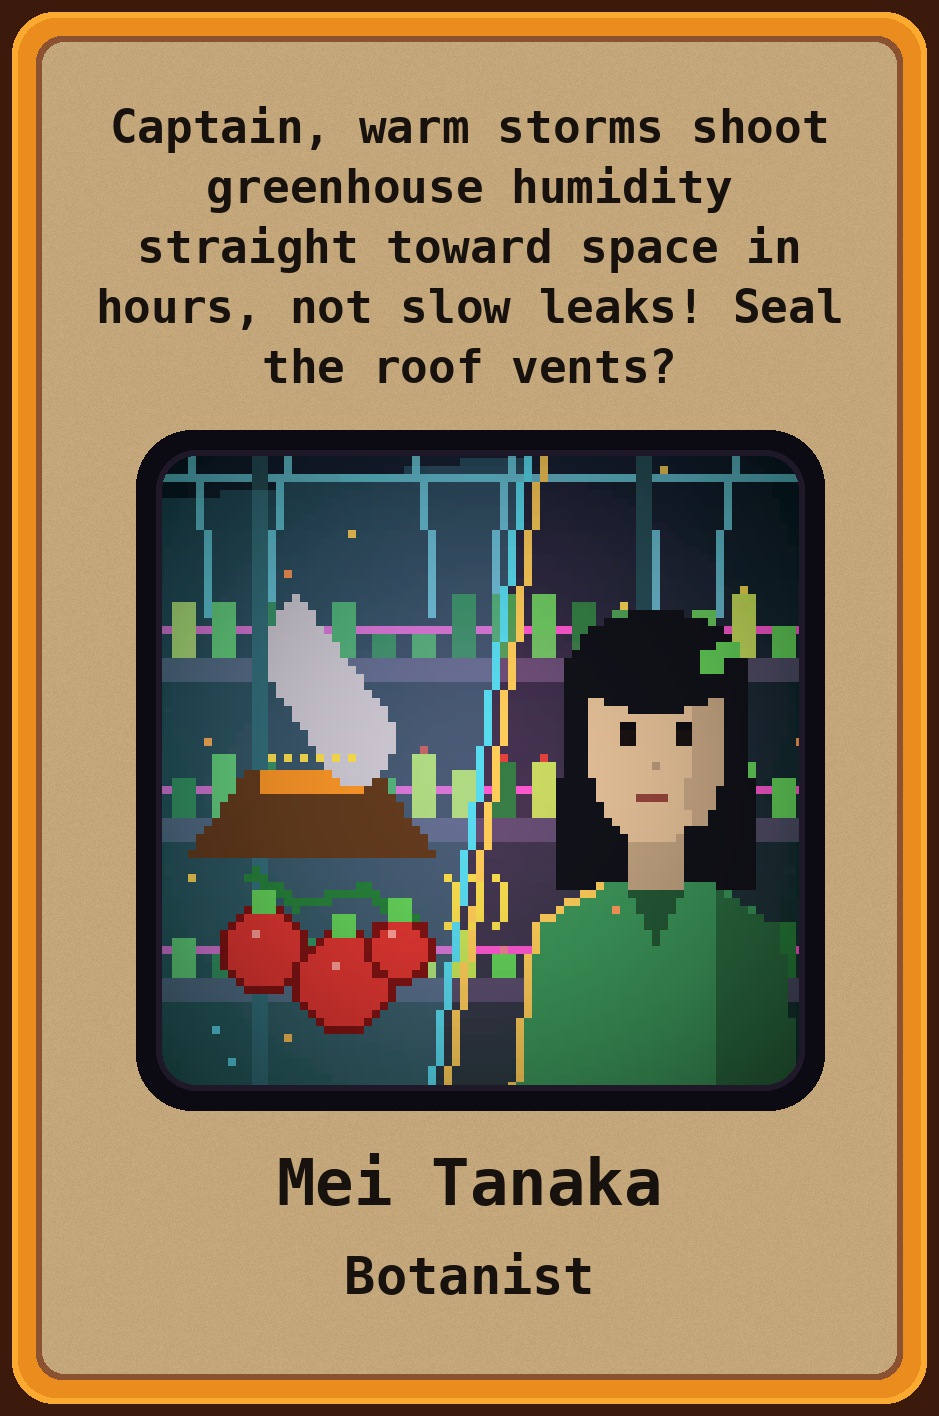 Captain, warm storms shoot
greenhouse humidity
straight toward space in
hours, not slow leaks! Seal
the roof vents?
Mei Tanaka
Botanist